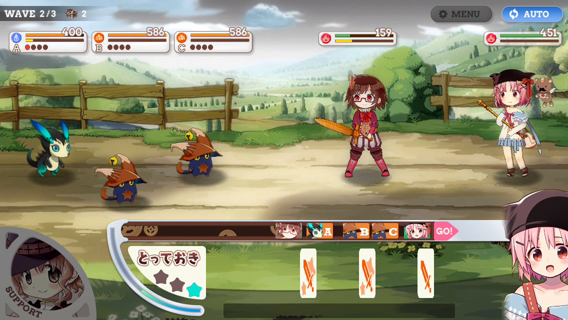 WAVE 2/3 2
MENU
AUTO
400
A
586
B
586
C
159
451
A
B
C
GO!
とっておき
SUPPORT